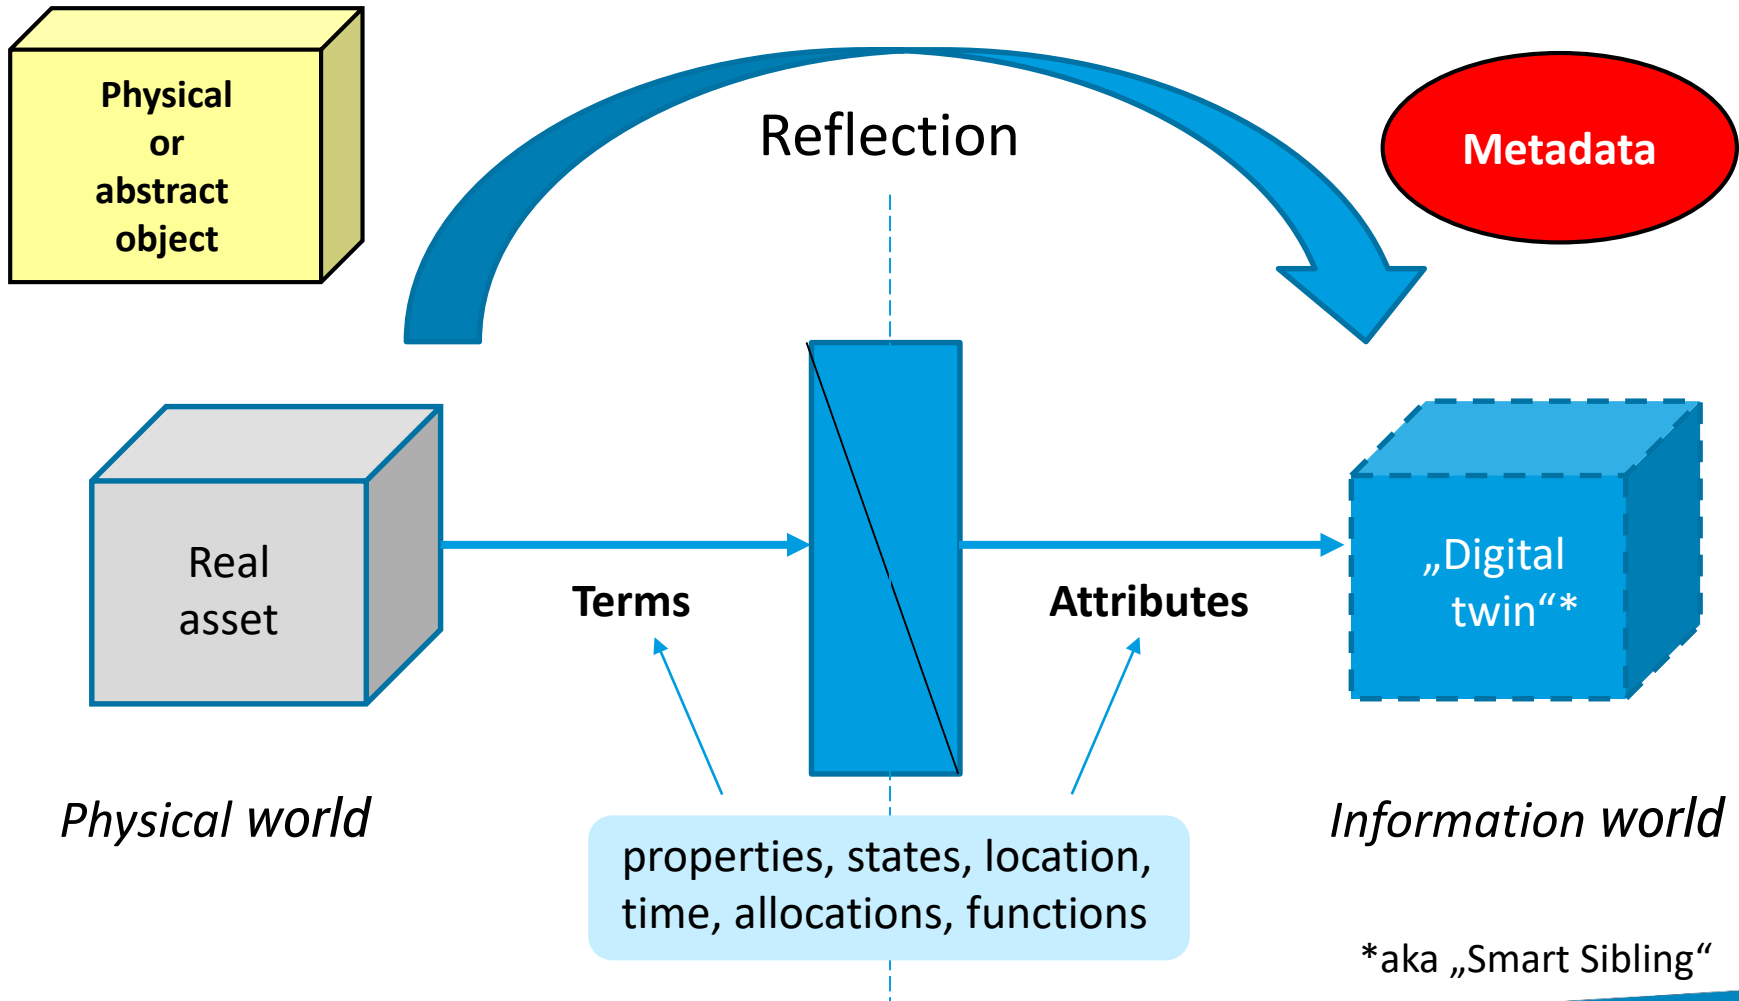 Physical
or
abstract
object
Reflection
Metadata
Real
asset
Terms
Attributes
„Digital
twin“*
Physical world
Information world
properties, states, location,
time, allocations, functions
*aka „Smart Sibling“